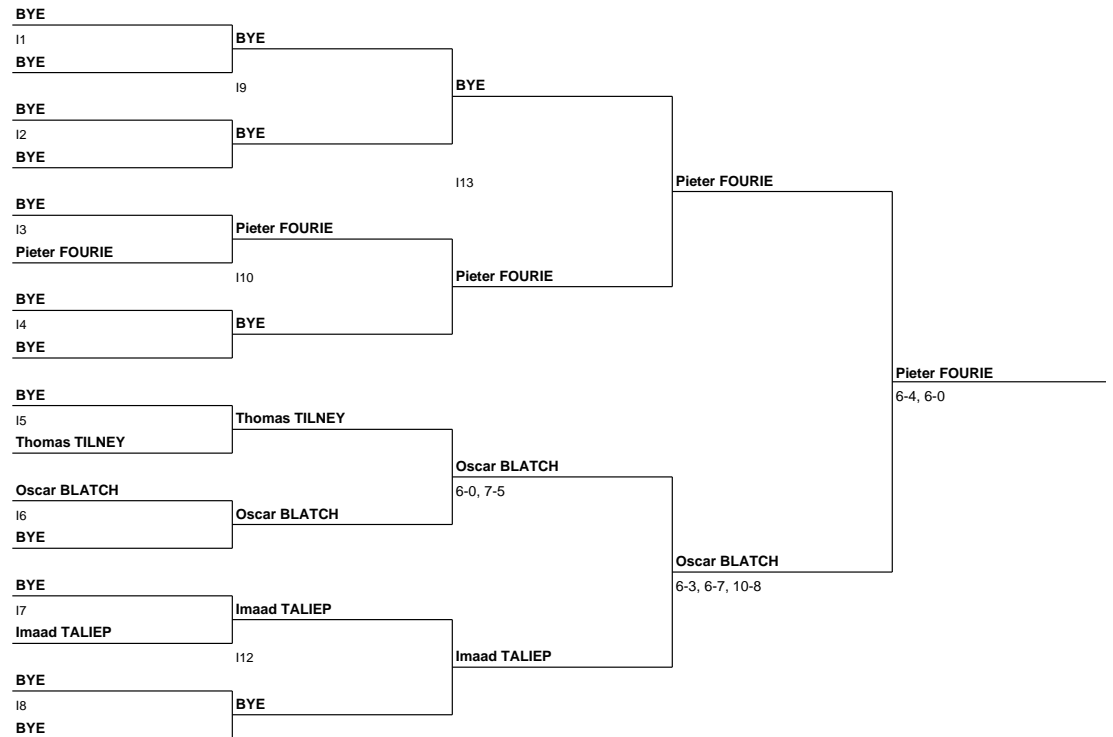 BYE
I1
BYE
BYE
I9
BYE
BYE
I2
BYE
BYE
I13
Pieter FOURIE
BYE
I3
Pieter FOURIE
Pieter FOURIE
I10
Pieter FOURIE
BYE
I4
BYE
BYE
Pieter FOURIE
6-4, 6-0
BYE
I5
Thomas TILNEY
Thomas TILNEY
Oscar BLATCH
6-0, 7-5
Oscar BLATCH
I6
Oscar BLATCH
BYE
Oscar BLATCH
6-3, 6-7, 10-8
BYE
I7
Imaad TALIEP
Imaad TALIEP
I12
Imaad TALIEP
BYE
I8
BYE
BYE